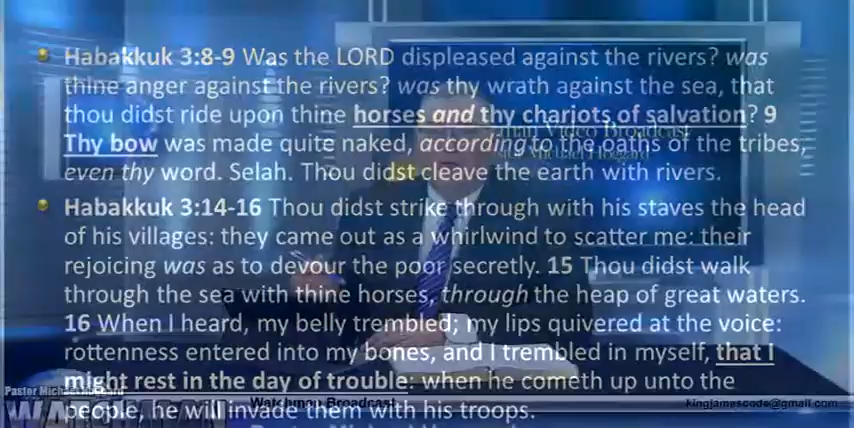 Habakkuk 3:8-9 Was the LORD displeased against the rivers? was
thine anger against the rivers? was thy wrath against the sea, that
thou didst ride upon thine horses and thy chariots of salvation? 9
Thy bow was made quite naked, according to the oaths of the tribes,
even thy word. Selah. Thou didst cleave the earth with rivers.
Habakkuk 3:14-16 Thou didst strike through with his staves the head
of his villages: they came out as a whirlwind to scatter me: their
rejoicing was as to devour the poor secretly. 15 Thou didst walk
through the sea with thine horses, through the heap of great waters.
16 When I heard, my belly trembled; my lips quivered at the voice:
rottenness entered into my bones, and I trembled in myself, that I
might rest in the day of trouble: when he cometh up unto the
people, he will invade them with his troops.
Video Broadcast
Michael Hoggard
Pastor Michael Hoggard
Watchman Broadcast
kingjamescode@gmail.com